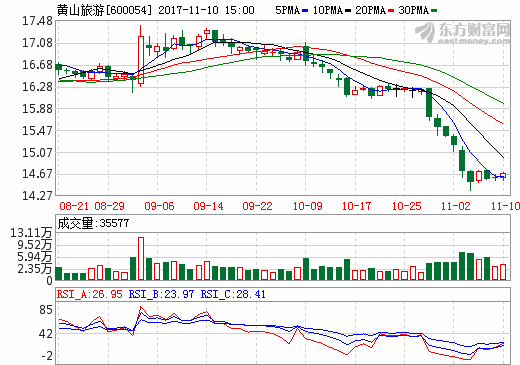 黄山旅游[600054] 2017-11-10 15:00 5PMA 10PMA 20PMA 30PMA
东方财富网
eastmoney.com
17.48
17.08
16.68
16.28
15.88
15.47
15.07
14.67
14.27
08-21 08-29 09-06 09-14 09-22 10-09 10-17 10-25 11-02 11-10
成交量:35577
13.11万
9.52万
5.94万
2.35万
0
RSI_A:26.95 RSI_B:23.97 RSI_C:28.41
85
42
-2